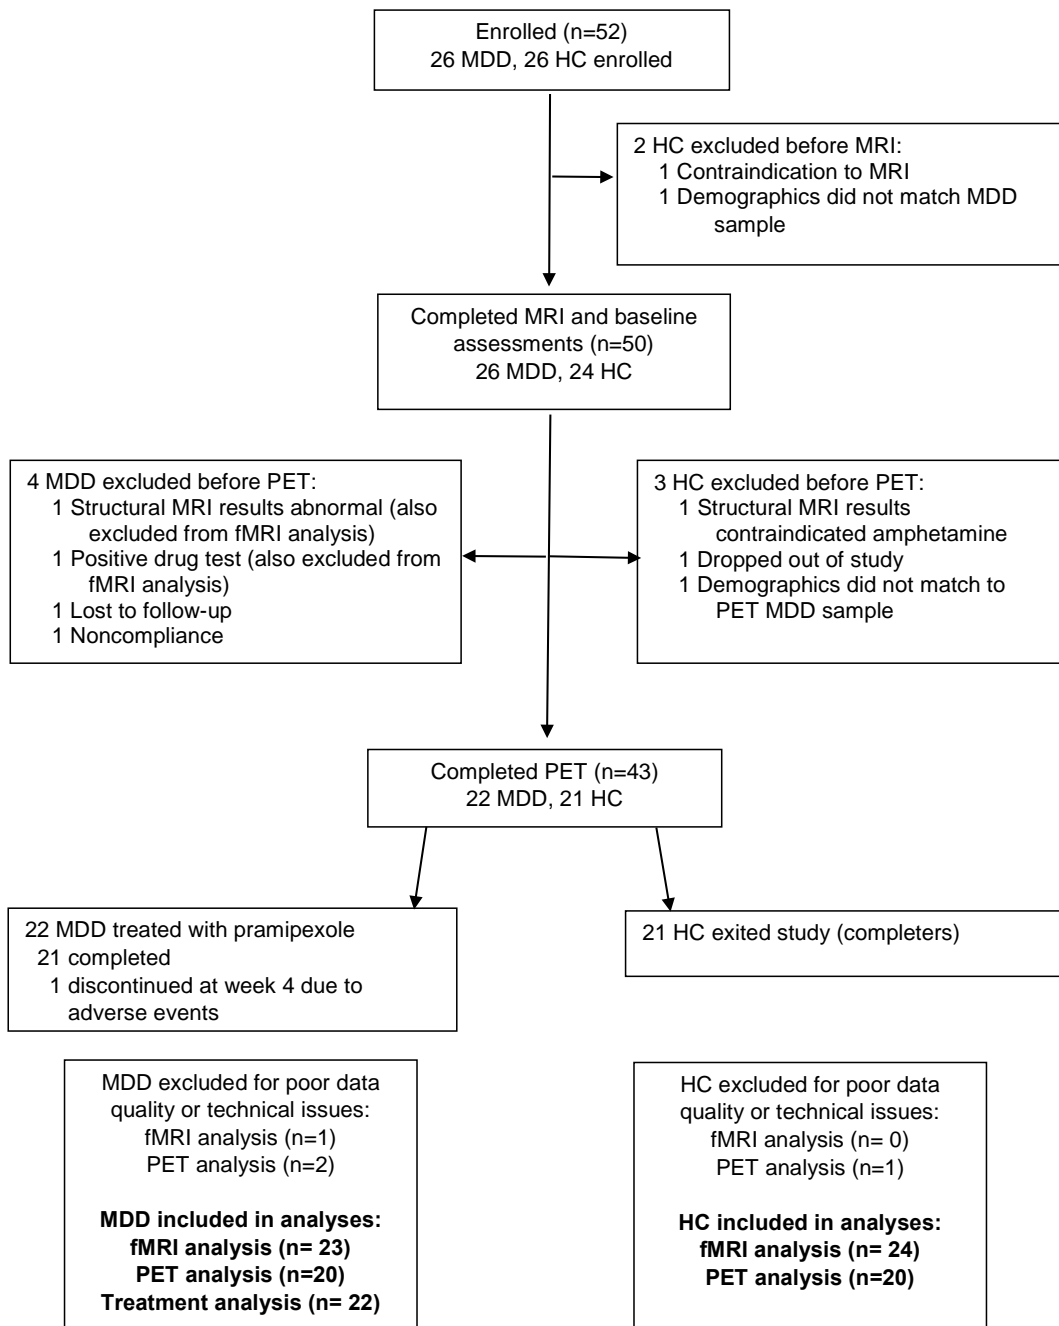 Enrolled (n=52)
26 MDD, 26 HC enrolled
2 HC excluded before MRI:
1 Contraindication to MRI
1 Demographics did not match MDD
sample
Completed MRI and baseline
assessments (n=50)
26 MDD, 24 HC
4 MDD excluded before PET:
1 Structural MRI results abnormal (also
excluded from fMRI analysis)
1 Positive drug test (also excluded from
fMRI analysis)
1 Lost to follow-up
1 Noncompliance
3 HC excluded before PET:
1 Structural MRI results
contraindicated amphetamine
1 Dropped out of study
1 Demographics did not match to
PET MDD sample
Completed PET (n=43)
22 MDD, 21 HC
22 MDD treated with pramipexole
21 completed
1 discontinued at week 4 due to
adverse events
21 HC exited study (completers)
MDD excluded for poor data
quality or technical issues:
fMRI analysis (n=1)
PET analysis (n=2)
MDD included in analyses:
fMRI analysis (n= 23)
PET analysis (n=20)
Treatment analysis (n= 22)
HC excluded for poor data
quality or technical issues:
fMRI analysis (n= 0)
PET analysis (n=1)
HC included in analyses:
fMRI analysis (n= 24)
PET analysis (n=20)